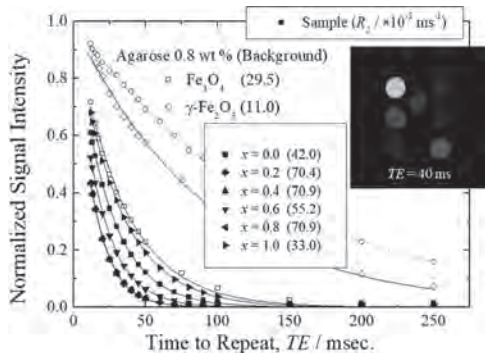 Sample (R₂ / ×10⁻³ ms⁻¹)
Agarose 0.8 wt % (Background)
Fe₃O₄ (29.5)
γ-Fe₂O₃ (11.0)
x = 0.0 (42.0)
x = 0.2 (70.4)
x = 0.4 (70.9)
x = 0.6 (55.2)
x = 0.8 (70.9)
x = 1.0 (33.0)
TE = 40 ms
Normalized Signal Intensity
1.0
0.8
0.6
0.4
0.2
0.0
0 50 100 150 200 250
Time to Repeat, TE / msec.